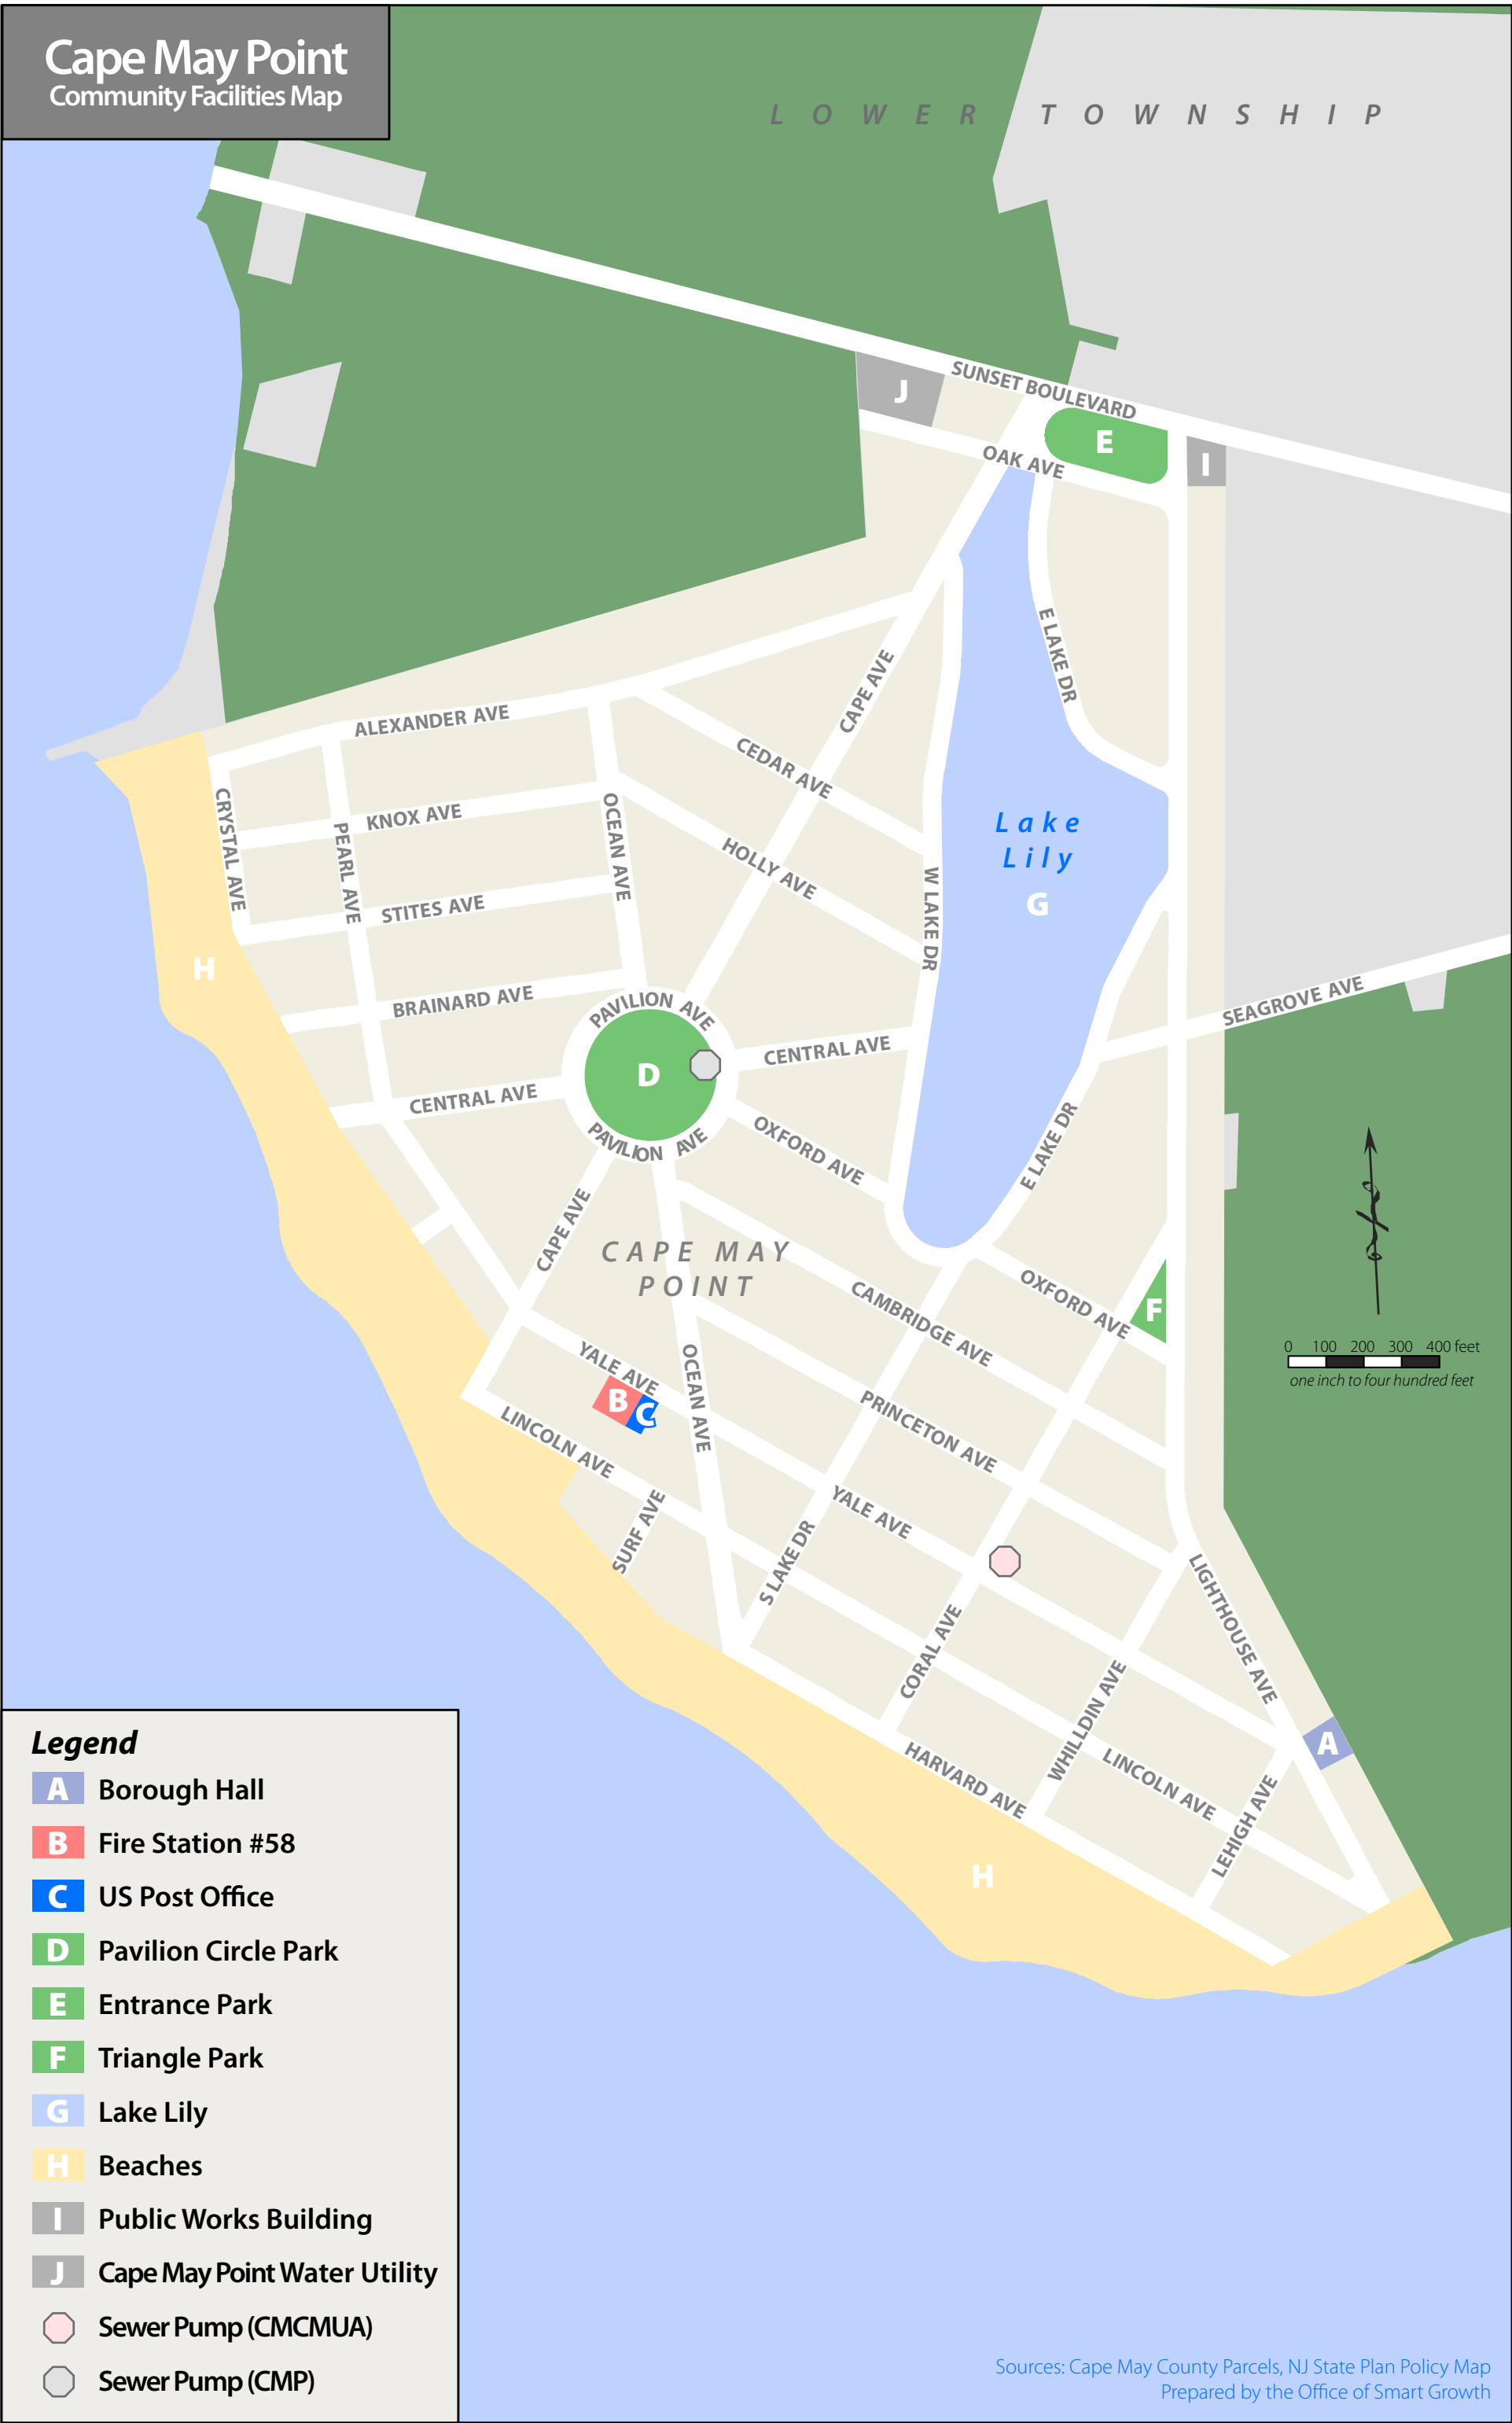 Cape May Point
Community Facilities Map
LOWER TOWNSHIP
J
SUNSET BOULEVARD
E
I
OAK AVE
E LAKE DR
CAPE AVE
ALEXANDER AVE
CEDAR AVE
CRYSTAL AVE
KNOX AVE
PEARL AVE
OCEAN AVE
HOLLY AVE
Lake
Lily
G
W LAKE DR
STITES AVE
H
BRAINARD AVE
PAVILION AVE
SEAGROVE AVE
D
CENTRAL AVE
CENTRAL AVE
PAVILION AVE
OXFORD AVE
E LAKE DR
CAPE AVE
CAPE MAY
POINT
OXFORD AVE
F
CAMBRIDGE AVE
0 100 200 300 400 feet
one inch to four hundred feet
YALE AVE
OCEAN AVE
B
C
PRINCETON AVE
LINCOLN AVE
SURF AVE
YALE AVE
S LAKE DR
LIGHTHOUSE AVE
CORAL AVE
WHILLDIN AVE
A
HARVARD AVE
LINCOLN AVE
LEHIGH AVE
H
Legend
A Borough Hall
B Fire Station #58
C US Post Office
D Pavilion Circle Park
E Entrance Park
F Triangle Park
G Lake Lily
H Beaches
I Public Works Building
J Cape May Point Water Utility
Sewer Pump (CMCMUA)
Sewer Pump (CMP)
Sources: Cape May County Parcels, NJ State Plan Policy Map
Prepared by the Office of Smart Growth